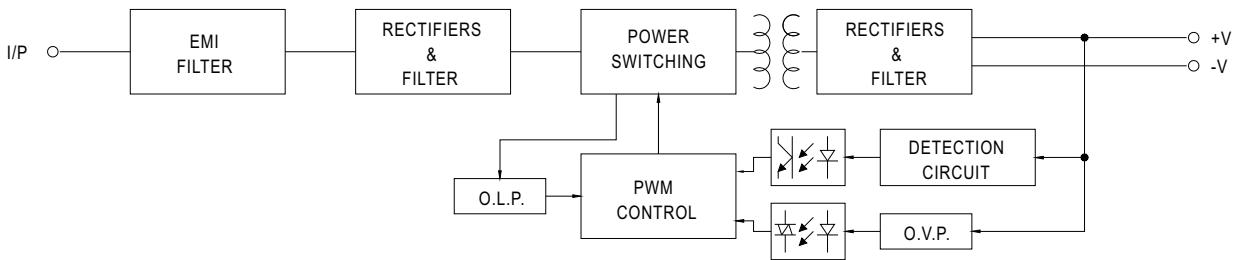 I/P
EMI
FILTER
RECTIFIERS
&
FILTER
POWER
SWITCHING
RECTIFIERS
&
FILTER
+V
-V
DETECTION
CIRCUIT
O.L.P.
PWM
CONTROL
O.V.P.